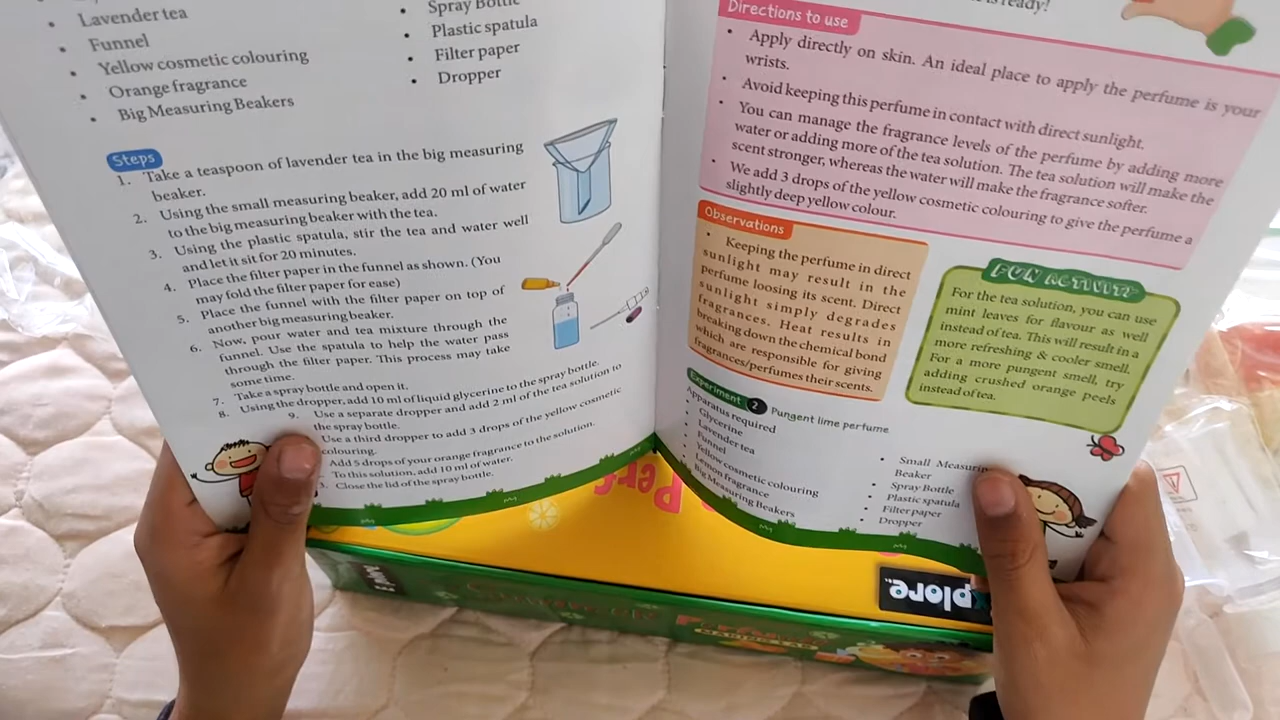 Lavender tea
Funnel
Yellow cosmetic colouring
Orange fragrance
Big Measuring Beakers
Spray Bottle
Plastic spatula
Filter paper
Dropper
Steps
1. Take a teaspoon of lavender tea in the big measuring
beaker.
2. Using the small measuring beaker, add 20 ml of water
to the big measuring beaker with the tea.
3. Using the plastic spatula, stir the tea and water well
and let it sit for 20 minutes.
4. Place the filter paper in the funnel as shown. (You
may fold the filter paper for ease)
5. Place the funnel with the filter paper on top of
another big measuring beaker.
6. Now, pour water and tea mixture through the
funnel. Use the spatula to help the water pass
through the filter paper. This process may take
some time.
7. Take a spray bottle and open it.
8. Using the dropper, add 10 ml of liquid glycerine to the spray bottle.
9. Use a separate dropper and add 2 ml of the tea solution to
the spray bottle.
Use a third dropper to add 3 drops of the yellow cosmetic
colouring.
Add 5 drops of your orange fragrance to the solution.
To this solution, add 10 ml of water.
Close the lid of the spray bottle.
is ready!
Directions to use
Apply directly on skin. An ideal place to apply the perfume is your
wrists.
Avoid keeping this perfume in contact with direct sunlight.
You can manage the fragrance levels of the perfume by adding more
water or adding more of the tea solution. The tea solution will make the
scent stronger, whereas the water will make the fragrance softer.
We add 3 drops of the yellow cosmetic colouring to give the perfume a
slightly deep yellow colour.
Observations
Keeping the perfume in direct
sunlight may result in the
perfume loosing its scent. Direct
sunlight simply degrades
fragrances. Heat results in
breaking down the chemical bond
which are responsible for giving
fragrances/perfumes their scents.
FUN ACTIVITY
For the tea solution, you can use
mint leaves for flavour as well
instead of tea. This will result in a
more refreshing & cooler smell.
For a more pungent smell, try
adding crushed orange peels
instead of tea.
Experiment 2 Pungent lime perfume
Apparatus required
Glycerine
Lavender tea
Funnel
Yellow cosmetic colouring
Lemon fragrance
Big Measuring Beakers
Small Measurin
Beaker
Spray Bottle
Plastic spatula
Filter paper
Dropper
Perf
xplore
MAKING LAB